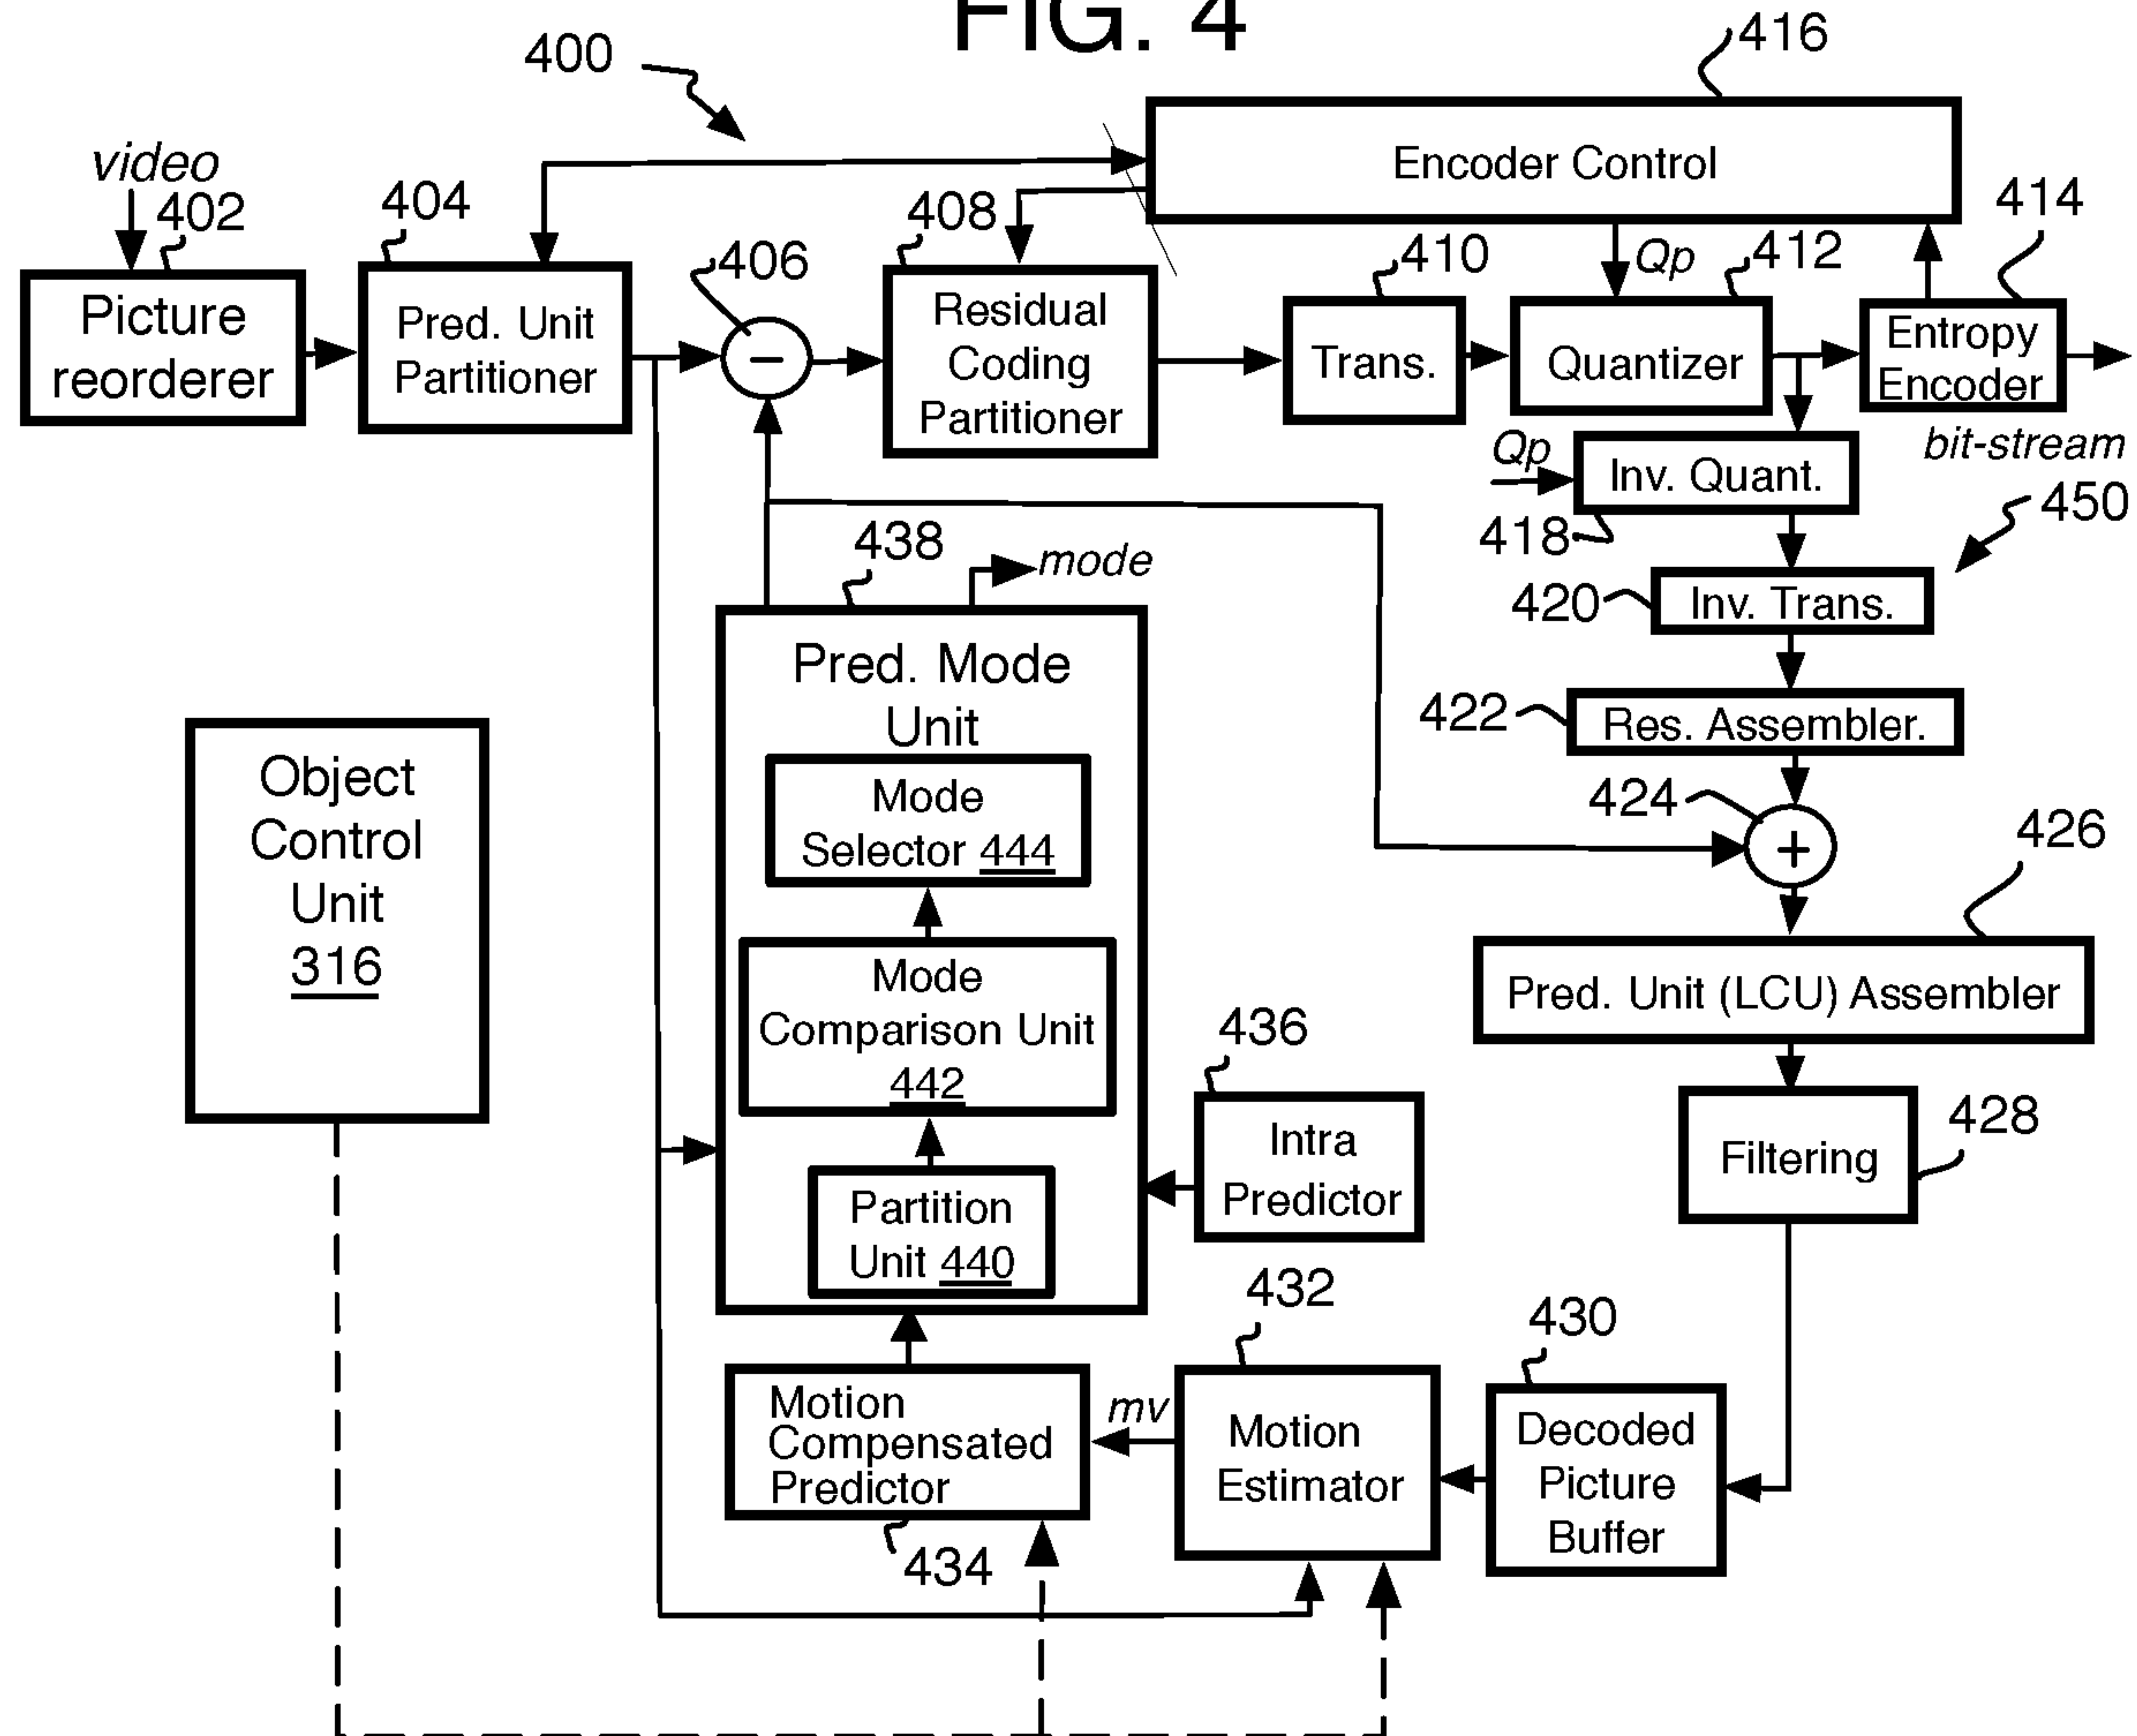 FIG. 4
400
416
Encoder Control
video
402
404
408
414
406
410
Qp
412
Picture
reorderer
Pred. Unit
Partitioner
−
Residual
Coding
Partitioner
Trans.
Quantizer
Entropy
Encoder
Qp
Inv. Quant.
bit-stream
418
450
438
mode
420
Inv. Trans.
Pred. Mode
Unit
422
Res. Assembler.
Object
Control
Unit
316
Mode
Selector 444
424
+
426
Mode
Comparison Unit
442
Pred. Unit (LCU) Assembler
436
Intra
Predictor
Filtering
428
Partition
Unit 440
432
430
Motion
Compensated
Predictor
mv
Motion
Estimator
Decoded
Picture
Buffer
434